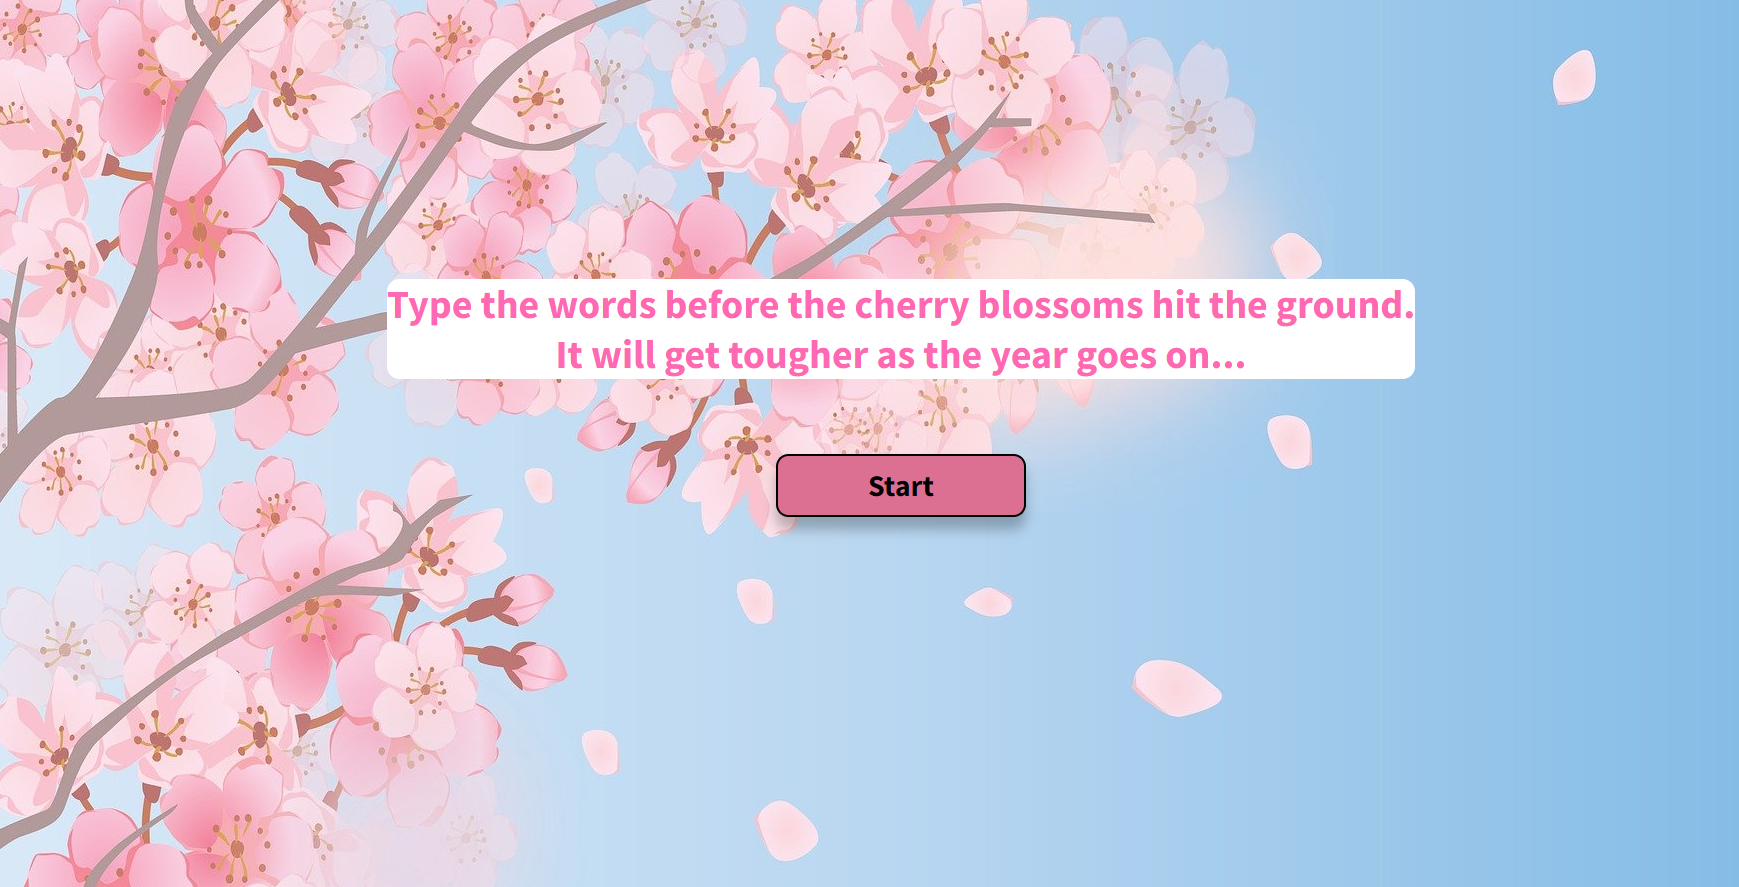 Type the words before the cherry blossoms hit the ground.
It will get tougher as the year goes on...
Start